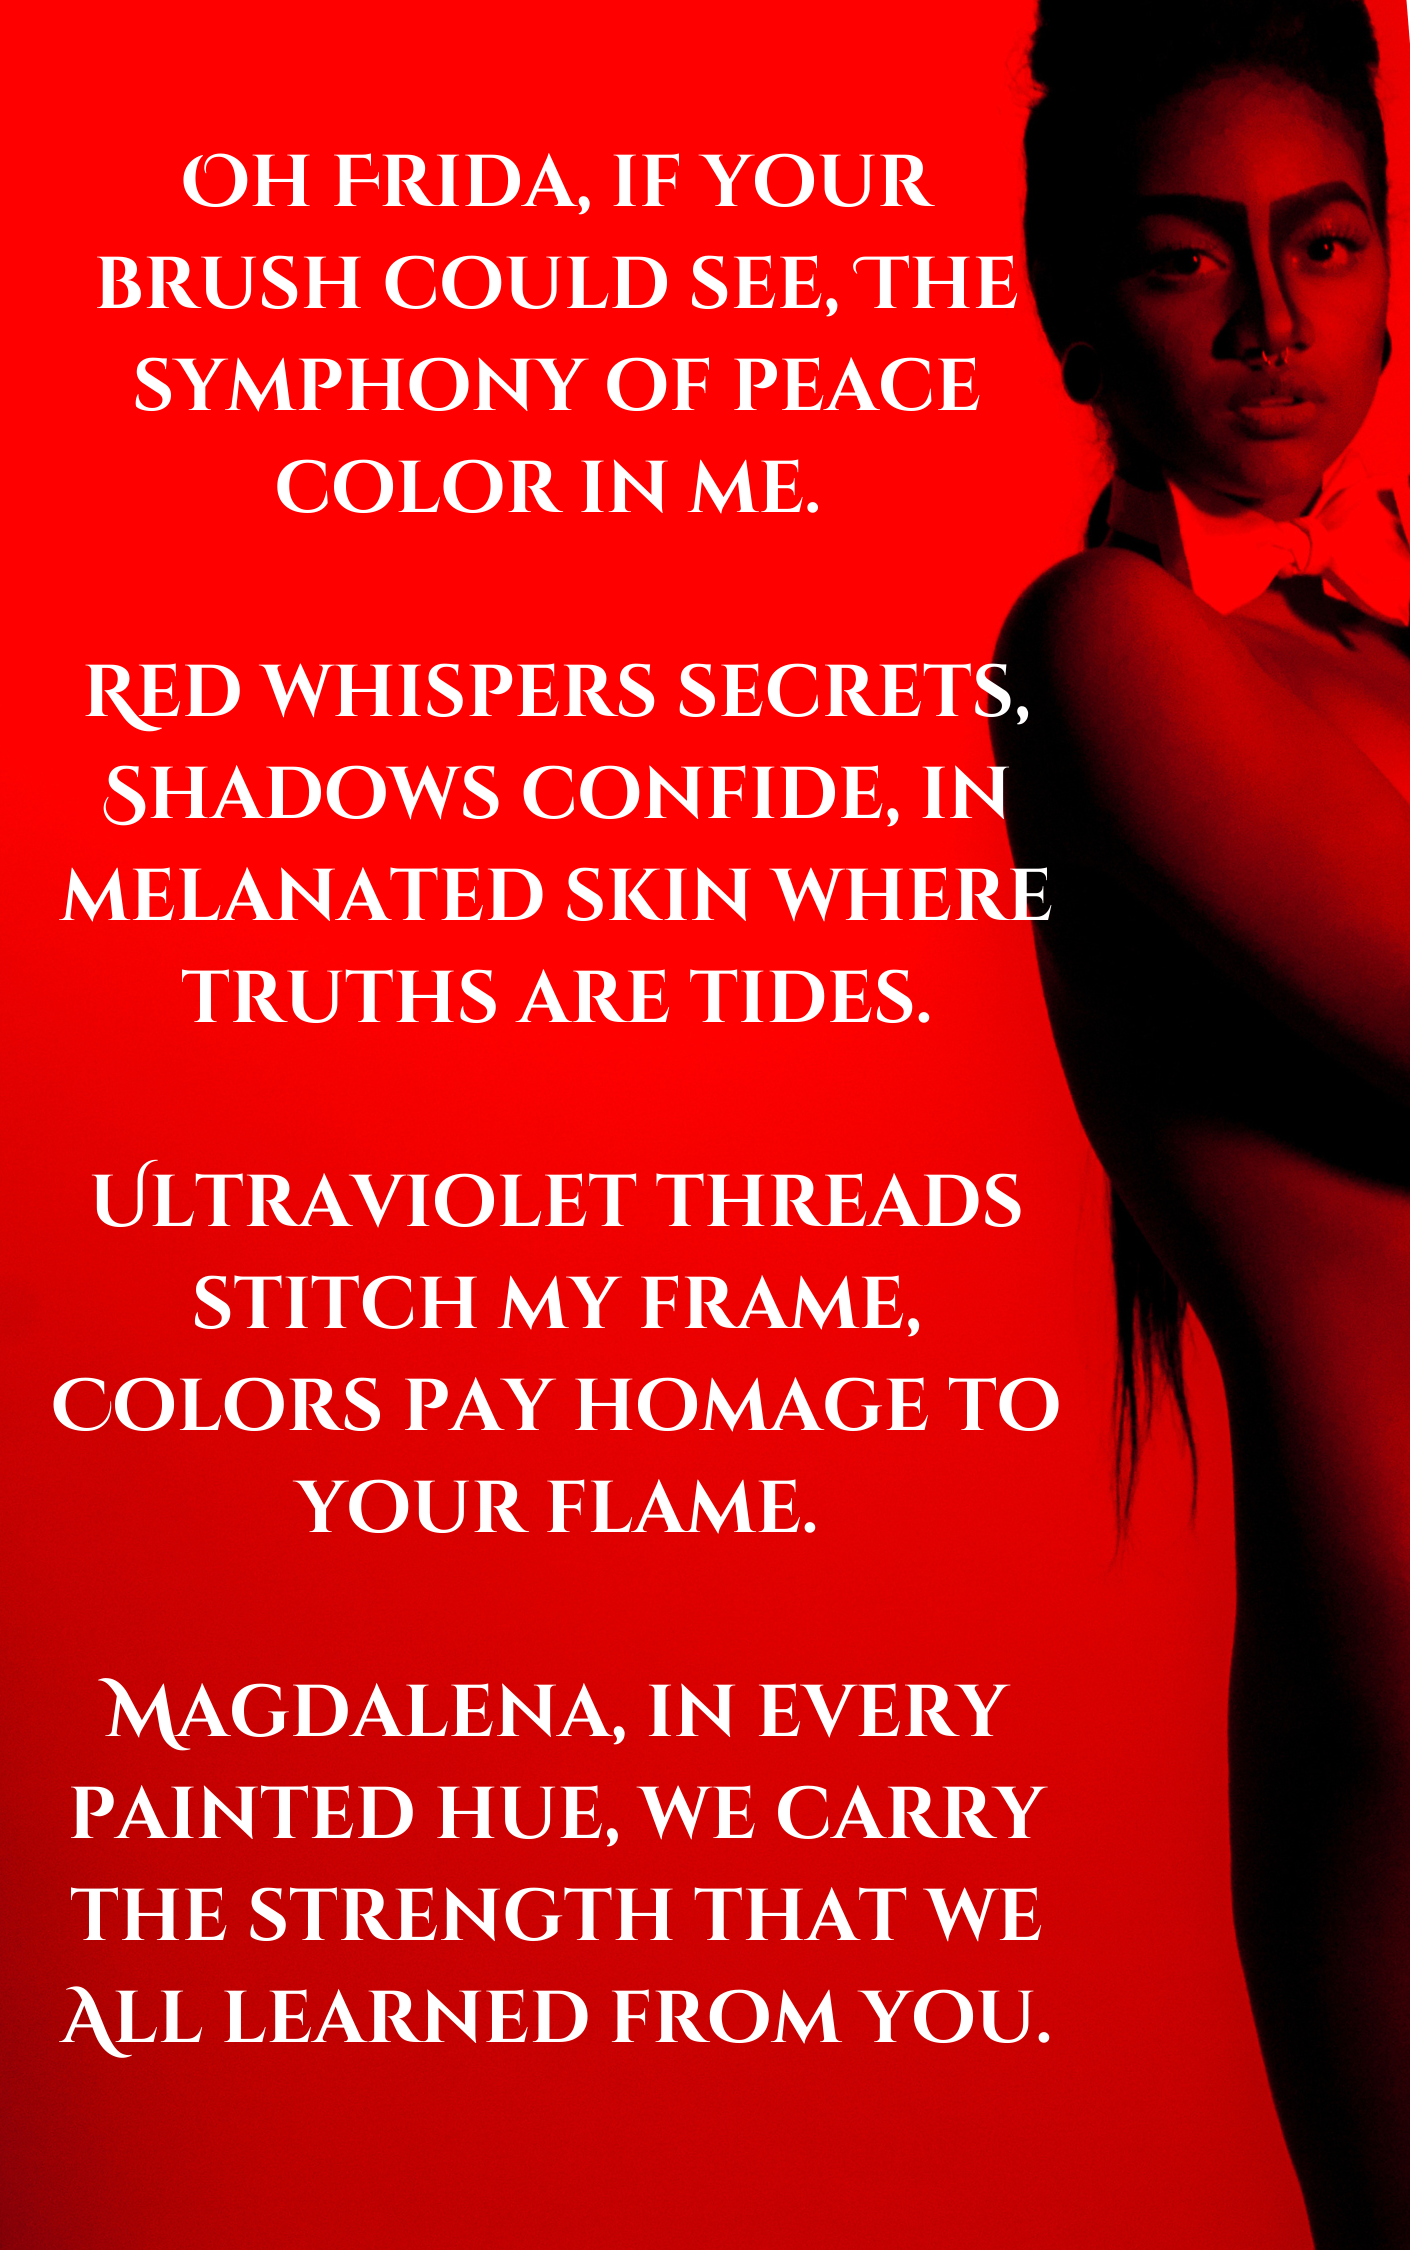 Oh Frida, if your
brush could see, The
symphony of peace
color in me.
Red whispers secrets,
Shadows confide, in
melanated skin where
truths are tides.
Ultraviolet threads
stitch my frame,
Colors pay homage to
your flame.
Magdalena, in every
painted hue, we carry
the strength that we
All learned from you.